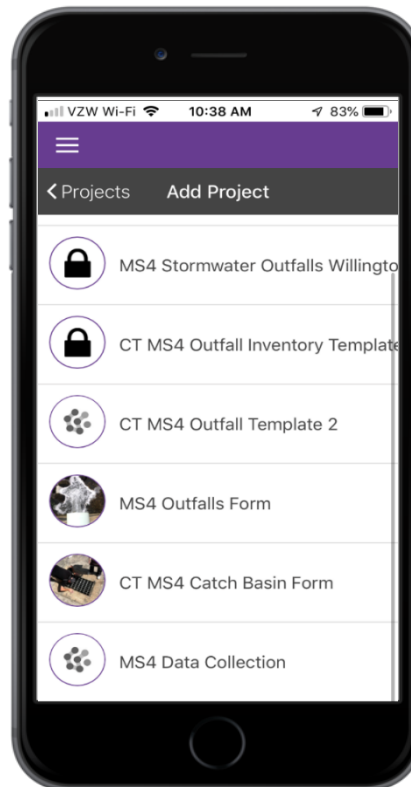 VZW Wi-Fi 10:38 AM 83%
Projects Add Project
MS4 Stormwater Outfalls Willingto
CT MS4 Outfall Inventory Template
CT MS4 Outfall Template 2
MS4 Outfalls Form
CT MS4 Catch Basin Form
MS4 Data Collection